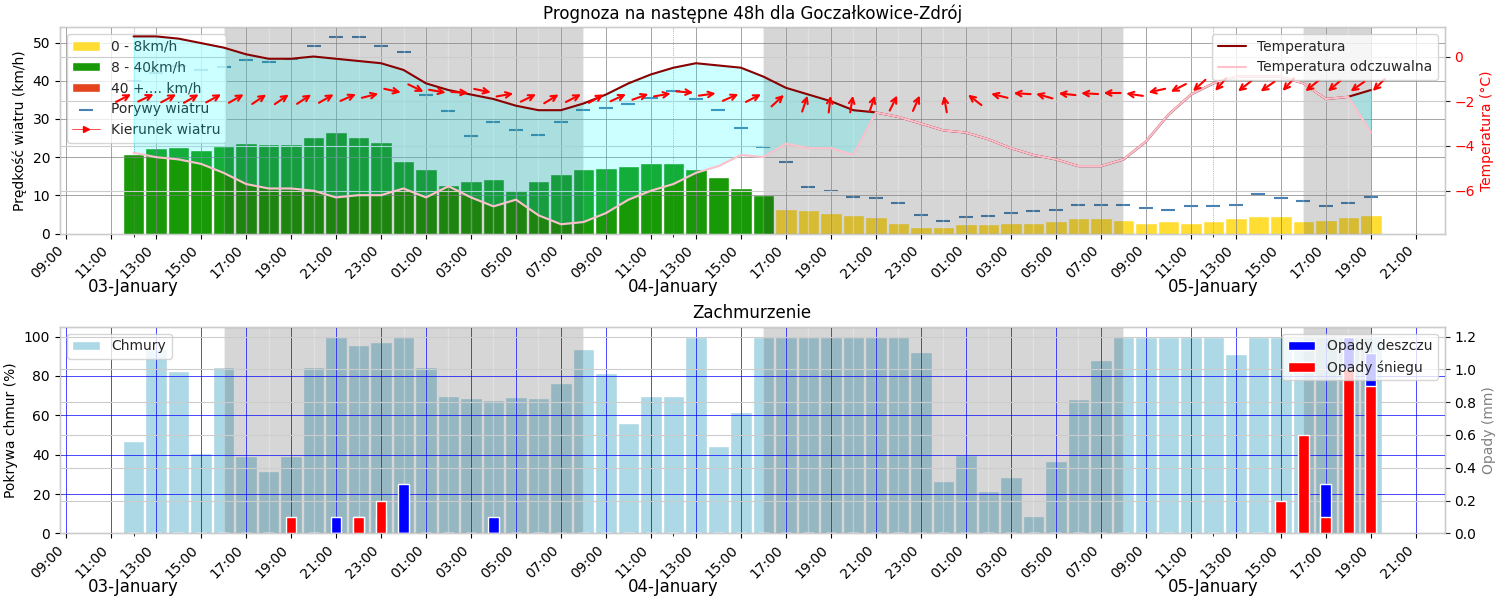 Prognoza na następne 48h dla Goczałkowice-Zdrój
Prędkość wiatru (km/h)
50
40
30
20
10
0
0 - 8km/h
8 - 40km/h
40 +.... km/h
Porywy wiatru
Kierunek wiatru
Temperatura
Temperatura odczuwalna
0
−2
−4
−6
Temperatura (°C)
09:00 11:00 13:00 15:00 17:00 19:00 21:00 23:00 01:00 03:00 05:00 07:00 09:00 11:00 13:00 15:00 17:00 19:00 21:00 23:00 01:00 03:00 05:00 07:00 09:00 11:00 13:00 15:00 17:00 19:00 21:00
03-January 04-January 05-January
Zachmurzenie
Pokrywa chmur (%)
100
80
60
40
20
0
Chmury
Opady deszczu
Opady śniegu
1.2
1.0
0.8
0.6
0.4
0.2
0.0
Opady (mm)
09:00 11:00 13:00 15:00 17:00 19:00 21:00 23:00 01:00 03:00 05:00 07:00 09:00 11:00 13:00 15:00 17:00 19:00 21:00 23:00 01:00 03:00 05:00 07:00 09:00 11:00 13:00 15:00 17:00 19:00 21:00
03-January 04-January 05-January